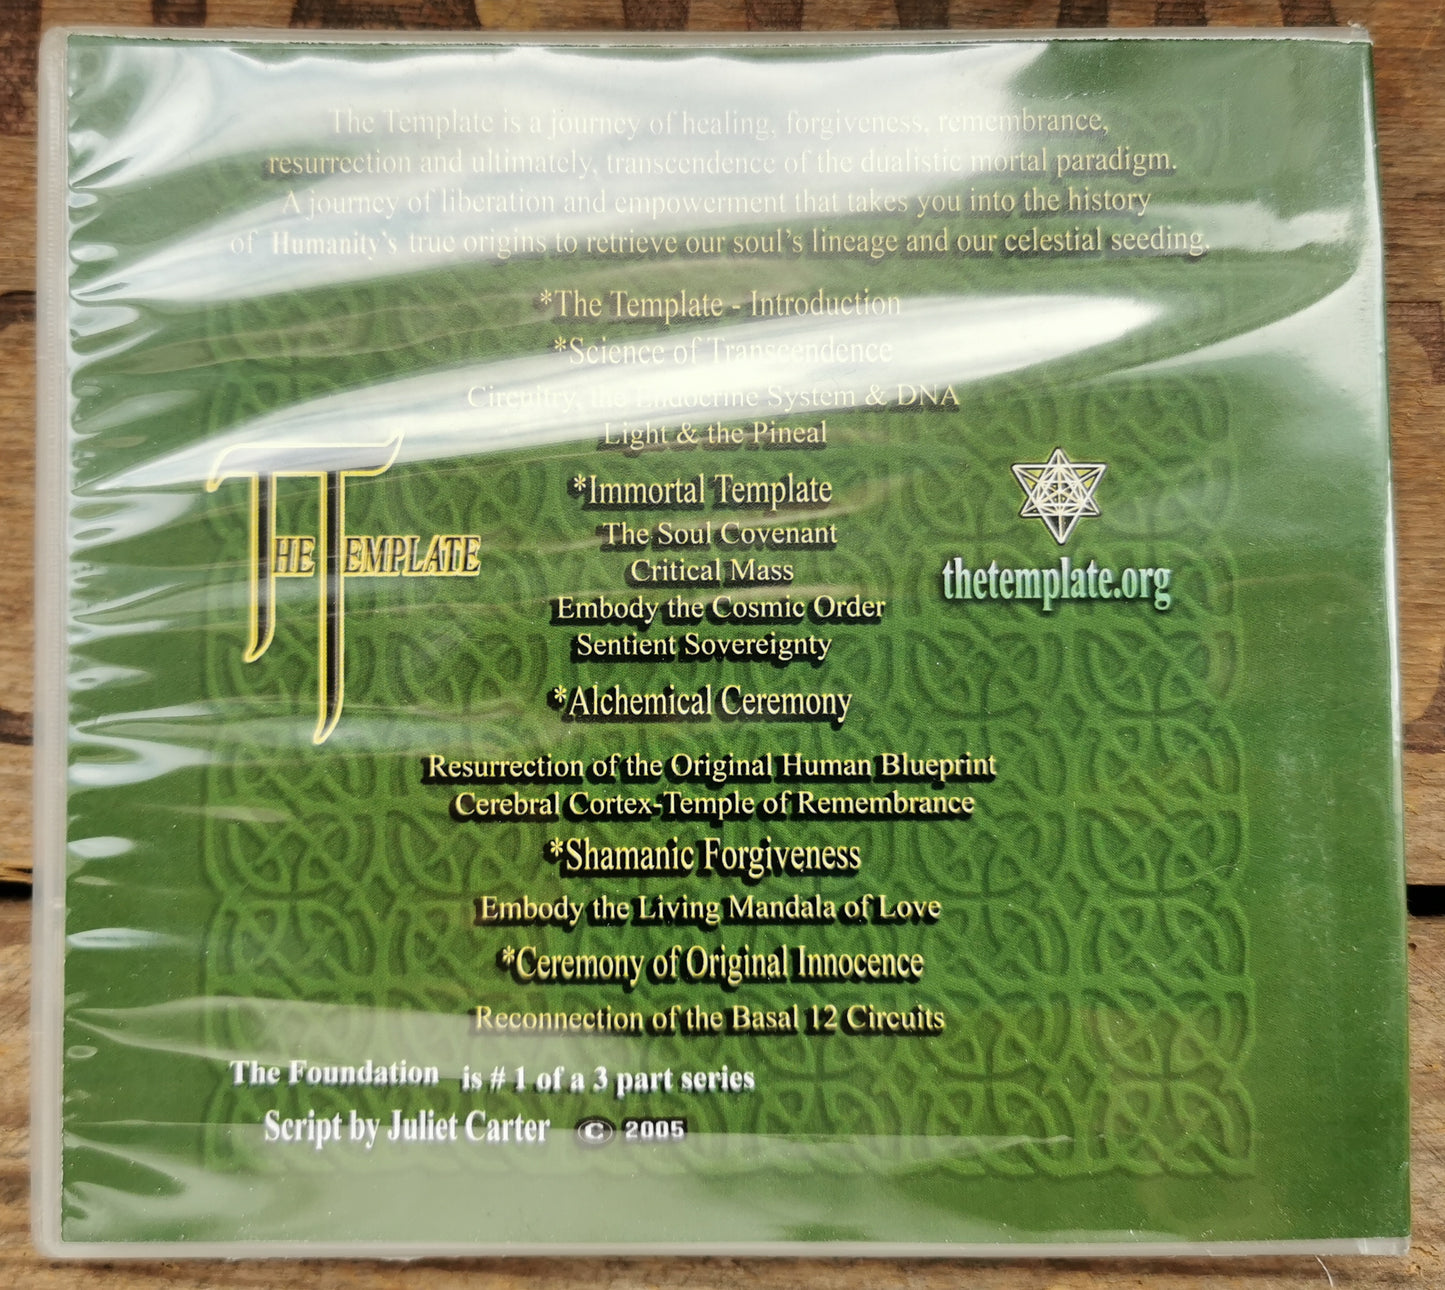 The Template is a journey of healing, forgiveness, remembrance,
resurrection and ultimately, transcendence of the dualistic mortal paradigm.
A journey of liberation and empowerment that takes you into the history
of Humanity's true origins to retrieve our soul's lineage and our celestial seeding.
*The Template - Introduction
*Science of Transcendence
Circuitry, the Endocrine System & DNA
Light & the Pineal
*Immortal Template
The Soul Covenant
Critical Mass
Embody the Cosmic Order
Sentient Sovereignty
THE TEMPLATE
thetemplate.org
*Alchemical Ceremony
Resurrection of the Original Human Blueprint
Cerebral Cortex-Temple of Remembrance
*Shamanic Forgiveness
Embody the Living Mandala of Love
*Ceremony of Original Innocence
Reconnection of the Basal 12 Circuits
The Foundation is # 1 of a 3 part series
Script by Juliet Carter © 2005